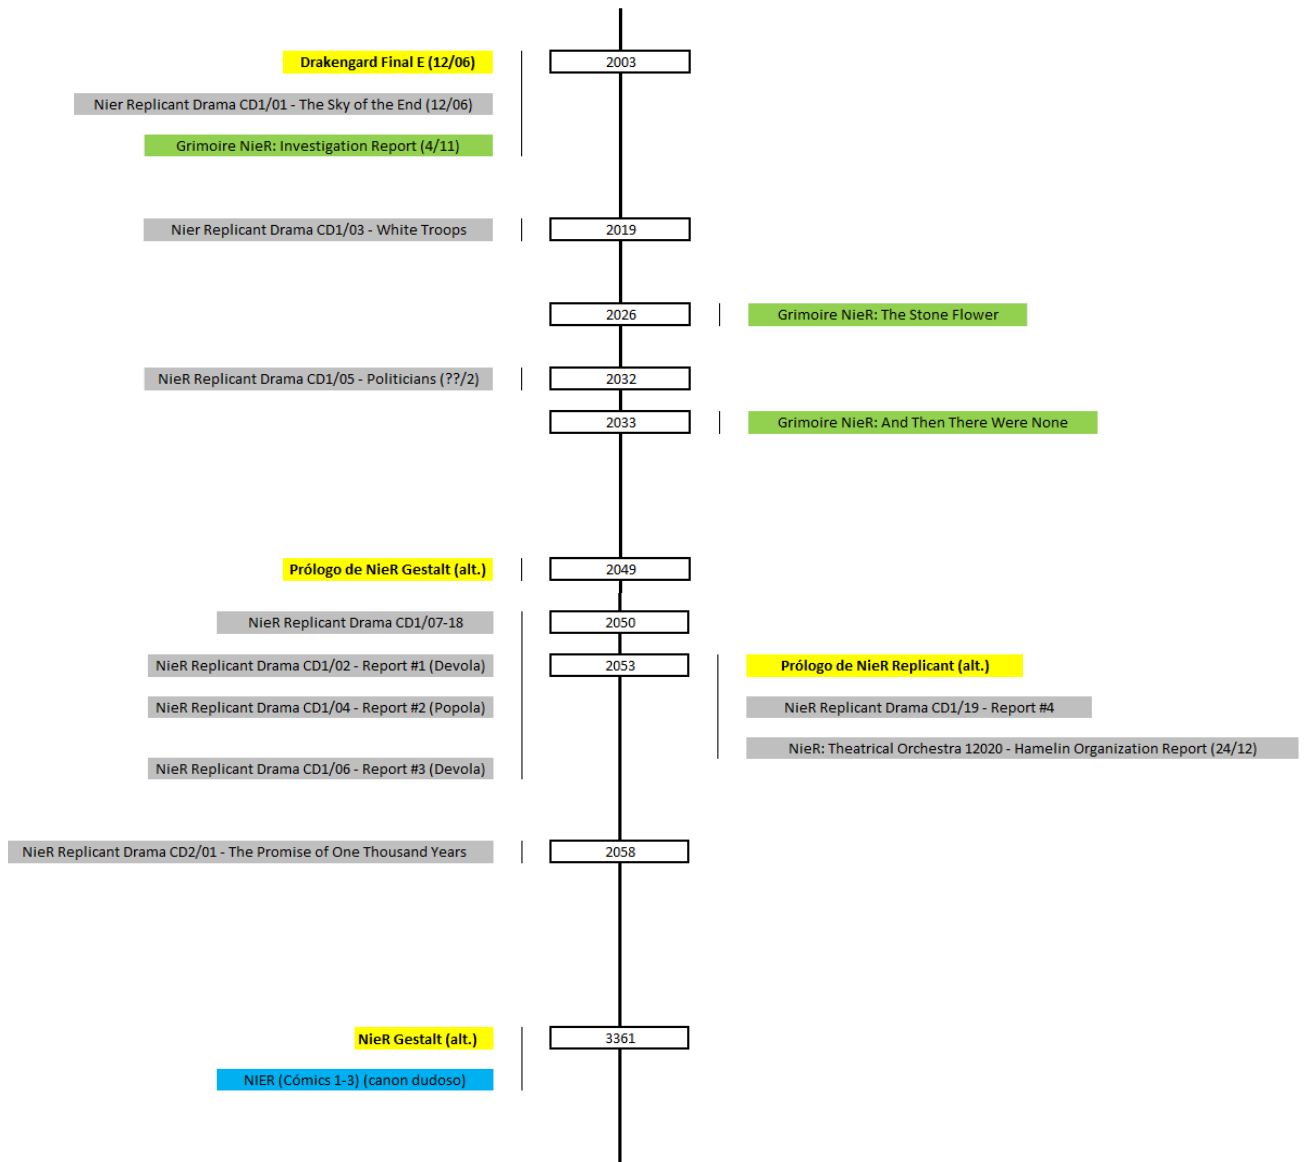 Drakengard Final E (12/06)
2003
Nier Replicant Drama CD1/01 - The Sky of the End (12/06)
Grimoire NieR: Investigation Report (4/11)
Nier Replicant Drama CD1/03 - White Troops
2019
2026
Grimoire NieR: The Stone Flower
NieR Replicant Drama CD1/05 - Politicians (??/2)
2032
2033
Grimoire NieR: And Then There Were None
Prólogo de NieR Gestalt (alt.)
2049
NieR Replicant Drama CD1/07-18
2050
NieR Replicant Drama CD1/02 - Report #1 (Devola)
2053
Prólogo de NieR Replicant (alt.)
NieR Replicant Drama CD1/04 - Report #2 (Popola)
NieR Replicant Drama CD1/19 - Report #4
NieR: Theatrical Orchestra 12020 - Hamelin Organization Report (24/12)
NieR Replicant Drama CD1/06 - Report #3 (Devola)
NieR Replicant Drama CD2/01 - The Promise of One Thousand Years
2058
NieR Gestalt (alt.)
3361
NIER (Cómics 1-3) (canon dudoso)